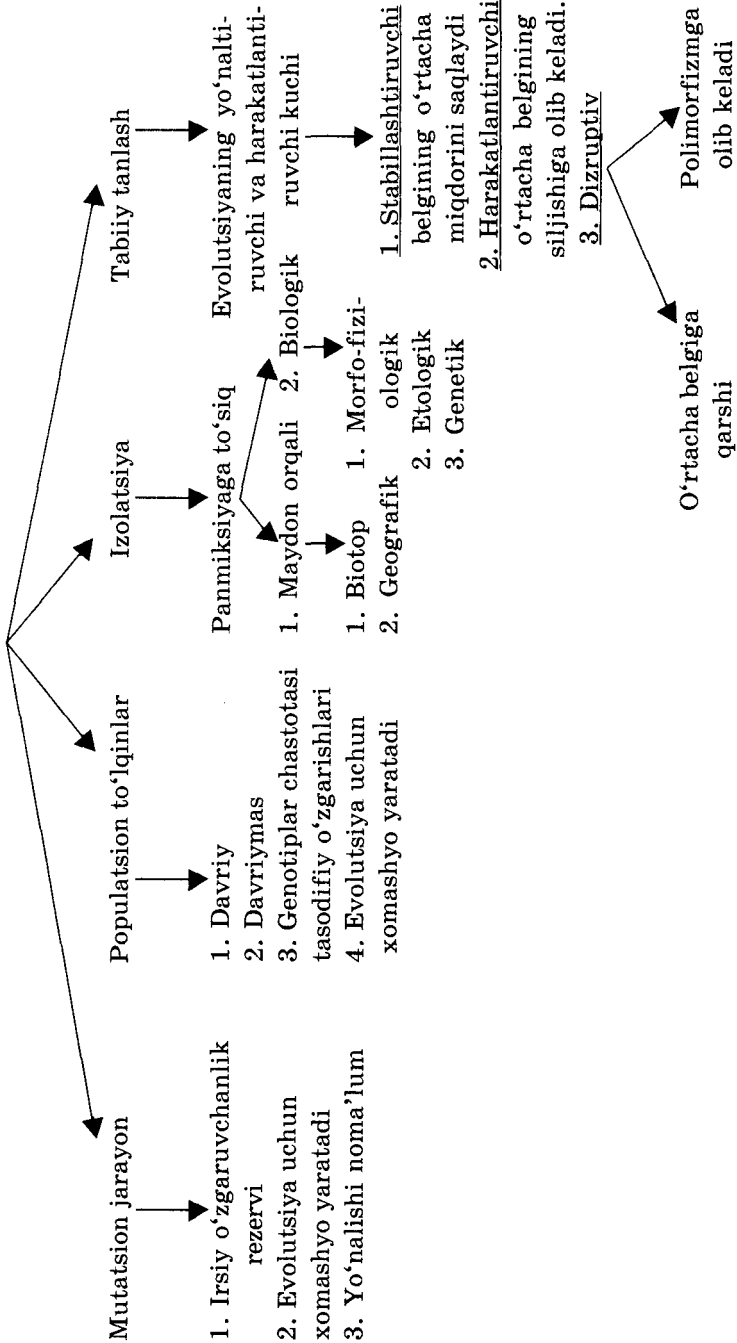 Mutatsion jarayon
1. Irsiy o‘zgaruvchanlik
rezervi
2. Evolutsiya uchun
xomashyo yaratadi
3. Yo‘nalishi noma’lum
Populatsion to‘lqinlar
1. Davriy
2. Davriymas
3. Genotiplar chastotasi
tasodifiy o‘zgarishlari
4. Evolutsiya uchun
xomashyo yaratadi
Izolatsiya
Panmiksiyaga to‘siq
1. Maydon orqali
1. Biotop
2. Geografik
2. Biologik
1. Morfo-fizi-
ologik
2. Etologik
3. Genetik
Tabiiy tanlash
Evolutsiyaning yo‘nalti-
ruvchi va harakatlanti-
ruvchi kuchi
1. Stabillashtiruvchi
belgining o‘rtacha
miqdorini saqlaydi
2. Harakatlantiruvchi
o‘rtacha belgining
siljishiga olib keladi.
3. Dizruptiv
O‘rtacha belgiga
qarshi
Polimorfizmga
olib keladi